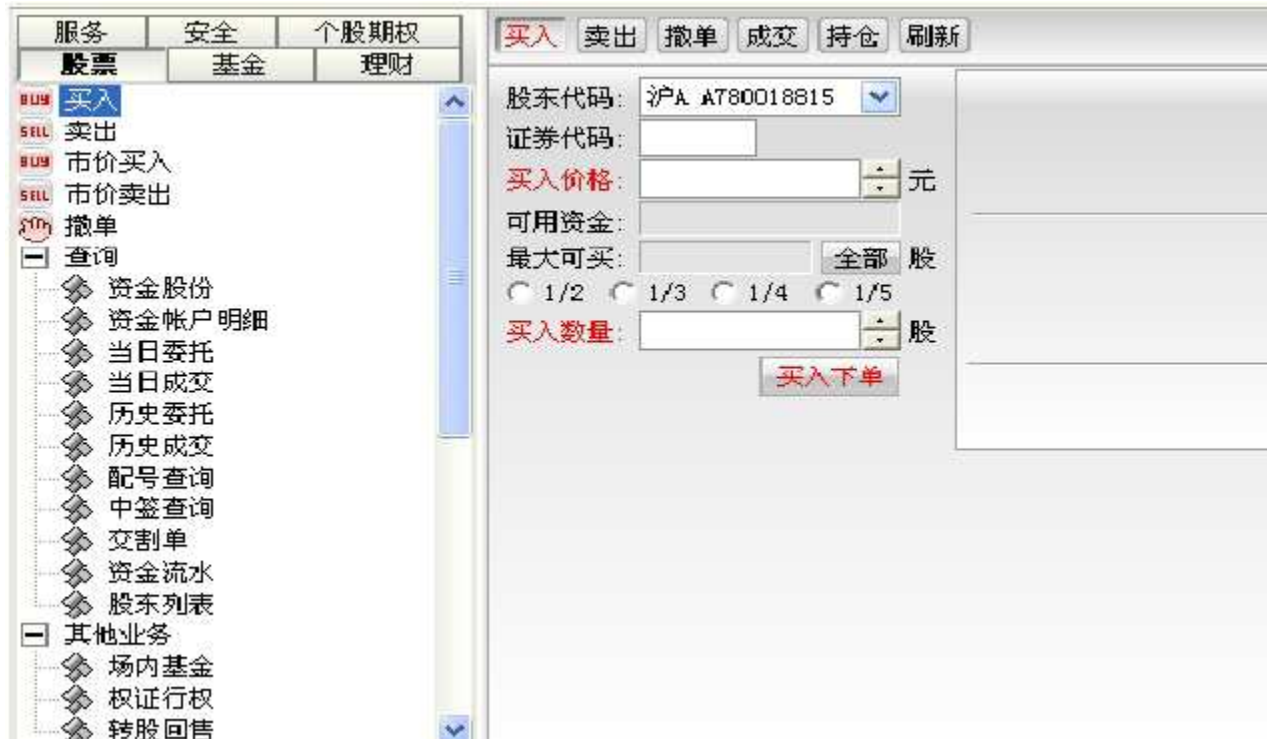 服务 安全 个股期权
股票 基金 理财
BUY 买入
SELL 卖出
BUY 市价买入
SELL 市价卖出
撤单
查询
资金股份
资金帐户明细
当日委托
当日成交
历史委托
历史成交
配号查询
中签查询
交割单
资金流水
股东列表
其他业务
场内基金
权证行权
转股回售
买入 卖出 撤单 成交 持仓 刷新
股东代码: 沪A A780018815
证券代码:
买入价格: 元
可用资金:
最大可买: 全部 股
1/2 1/3 1/4 1/5
买入数量: 股
买入下单